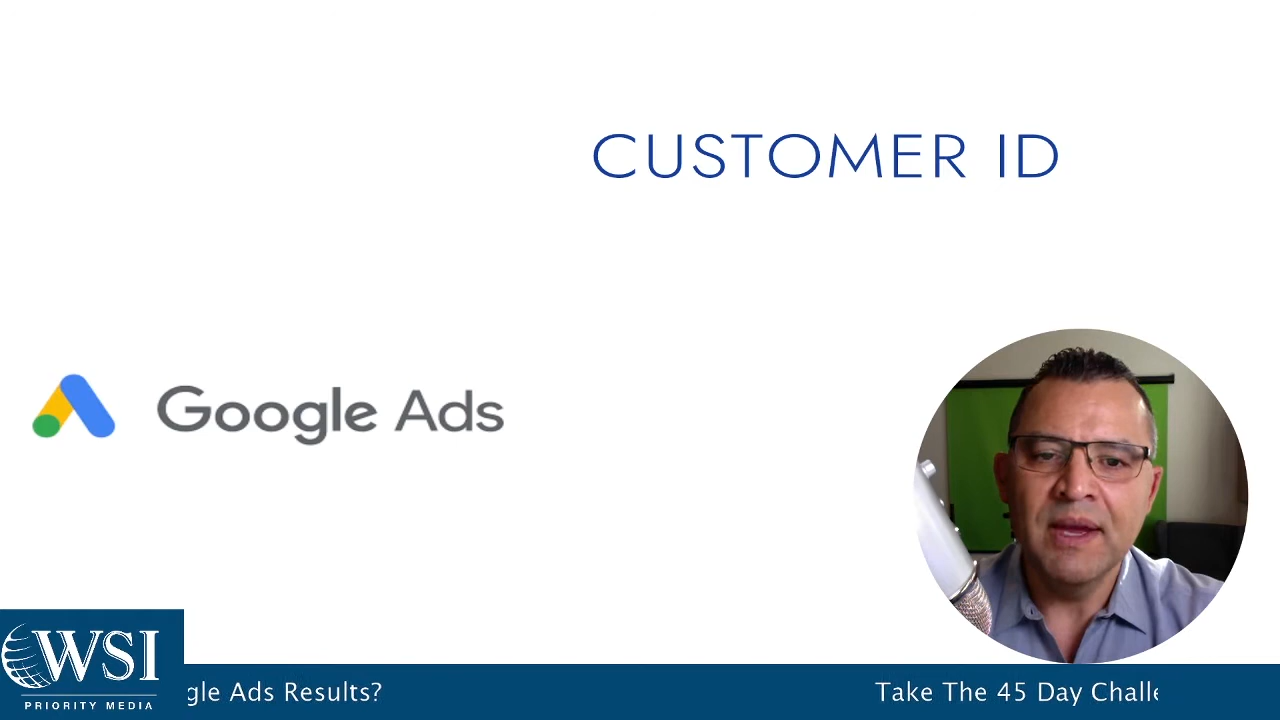 CUSTOMER ID
Google Ads
WSI
PRIORITY MEDIA
gle Ads Results?
Take The 45 Day Challe